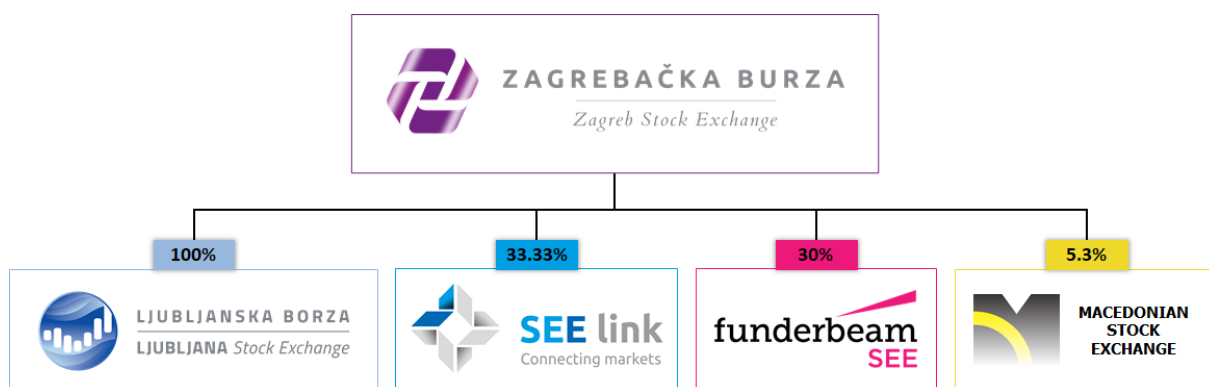 ZAGREBAČKA BURZA
Zagreb Stock Exchange
100%
33.33%
30%
5.3%
LJUBLJANSKA BORZA
LJUBLJANA Stock Exchange
SEE link
Connecting markets
funderbeam
SEE
MACEDONIAN
STOCK
EXCHANGE